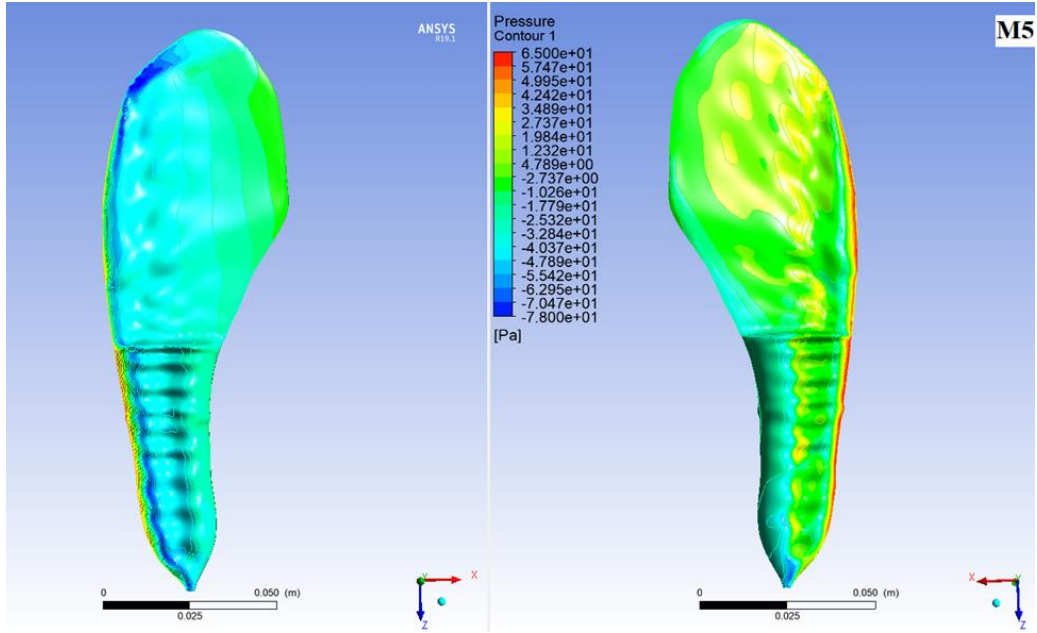 ANSYS
R19.1
Pressure
Contour 1
6.500e+01
5.747e+01
4.995e+01
4.242e+01
3.489e+01
2.737e+01
1.984e+01
1.232e+01
4.789e+00
-2.737e+00
-1.026e+01
-1.779e+01
-2.532e+01
-3.284e+01
-4.037e+01
-4.789e+01
-5.542e+01
-6.295e+01
-7.047e+01
-7.800e+01
[Pa]
M5
0 0.050 (m)
0.025
Y X
Z
0 0.050 (m)
0.025
X Y
Z